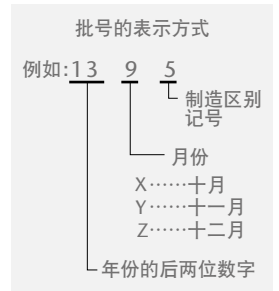 批号的表示方式
例如:13 9 5
制造区别
记号
月份
X……十月
Y……十一月
Z……十二月
年份的后两位数字